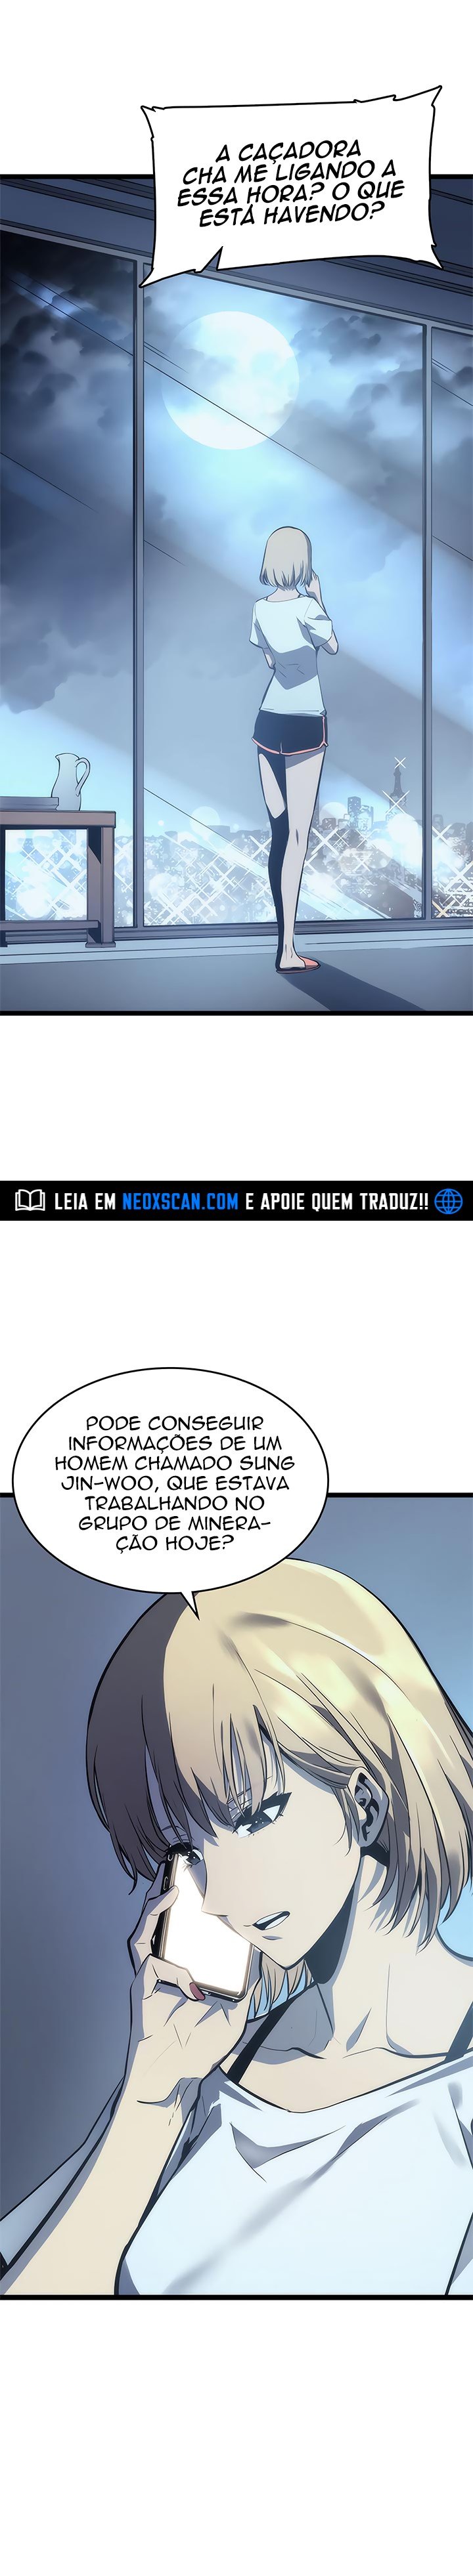 A CAÇADORA
CHA ME LIGANDO A
ESSA HORA? O QUE
ESTÁ HAVENDO?
LEIA EM NEOXSCAN.COM E APOIE QUEM TRADUZ!!
PODE CONSEGUIR
INFORMAÇÕES DE UM
HOMEM CHAMADO SUNG
JIN-WOO, QUE ESTAVA
TRABALHANDO NO
GRUPO DE MINERA-
ÇÃO HOJE?